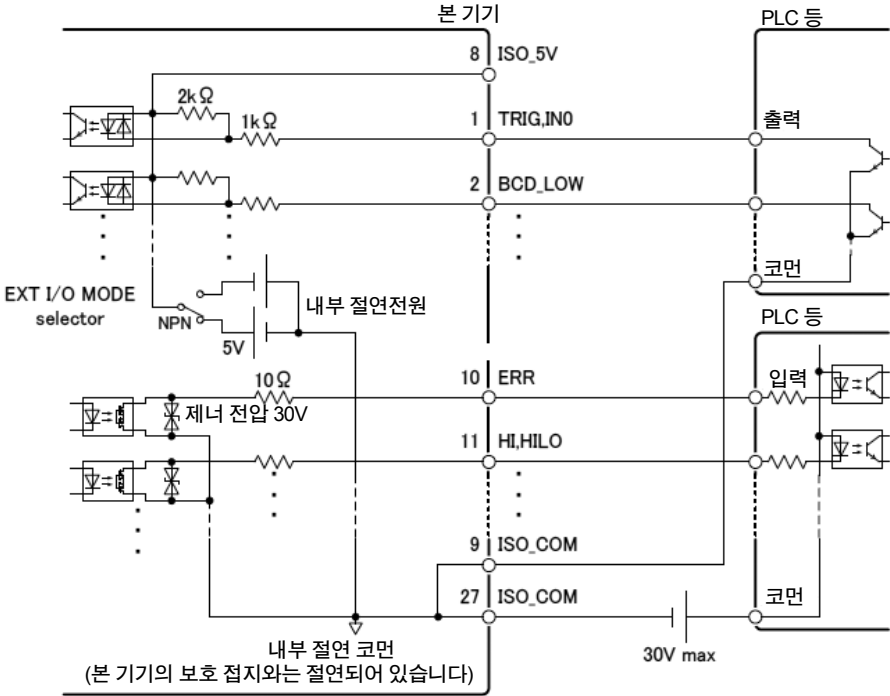 본 기기
PLC 등
8 ISO_5V
2kΩ
1kΩ
1 TRIG,IN0
출력
2 BCD_LOW
코먼
EXT I/O MODE
selector
NPN
내부 절연전원
5V
PLC 등
10Ω
10 ERR
입력
제너 전압 30V
11 HI,HILO
9 ISO_COM
27 ISO_COM
코먼
내부 절연 코먼
(본 기기의 보호 접지와는 절연되어 있습니다)
30V max